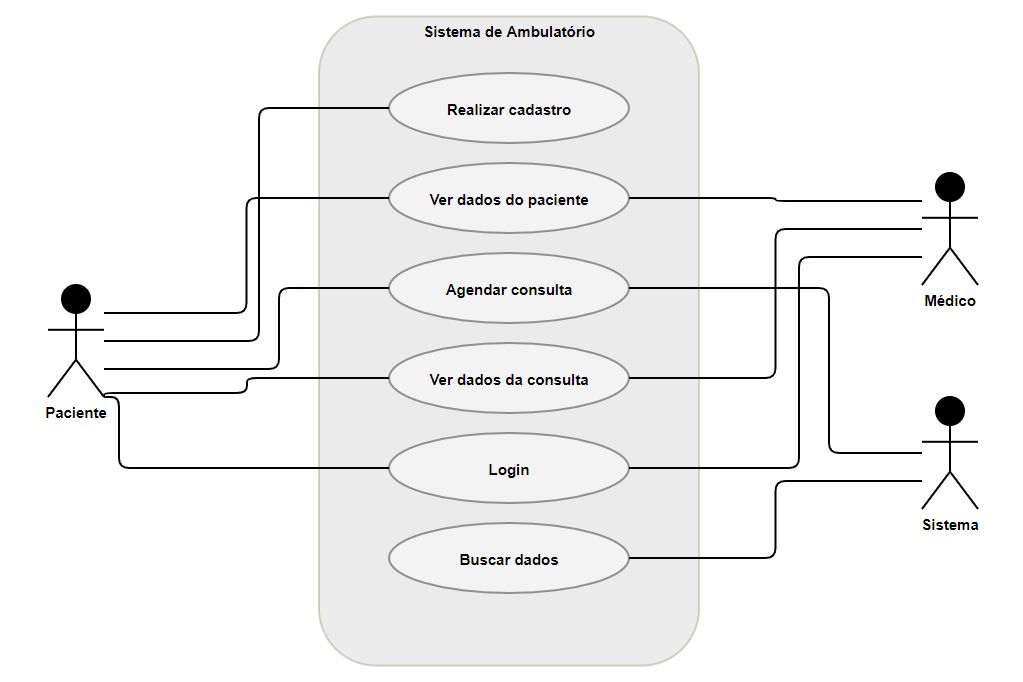 Sistema de Ambulatório
Realizar cadastro
Ver dados do paciente
Agendar consulta
Ver dados da consulta
Login
Buscar dados
Paciente
Médico
Sistema